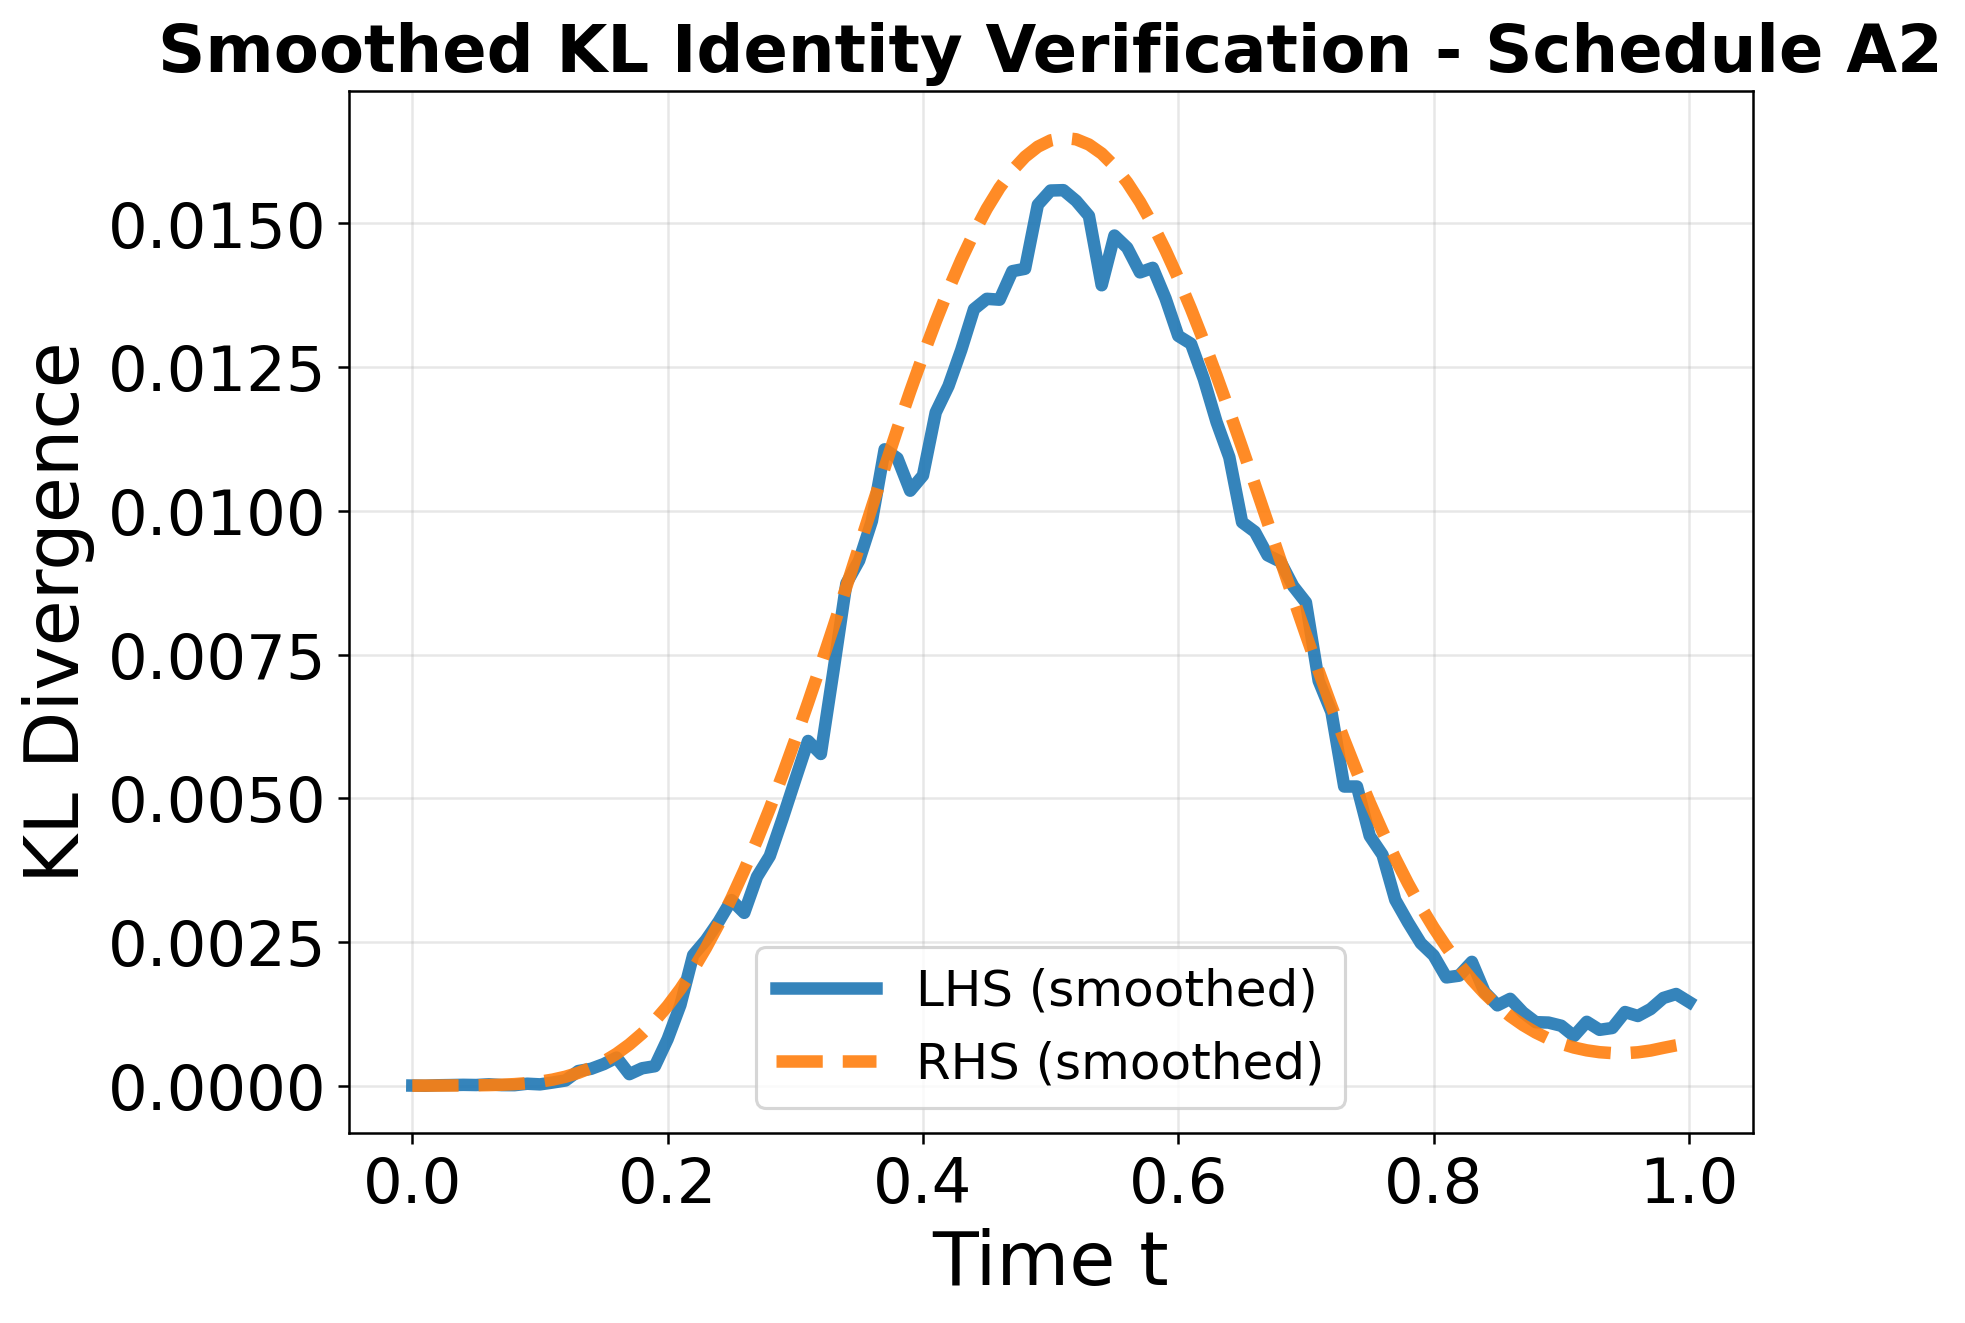 Smoothed KL Identity Verification - Schedule A2
KL Divergence
0.0150
0.0125
0.0100
0.0075
0.0050
0.0025
0.0000
LHS (smoothed)
RHS (smoothed)
0.0 0.2 0.4 0.6 0.8 1.0
Time t